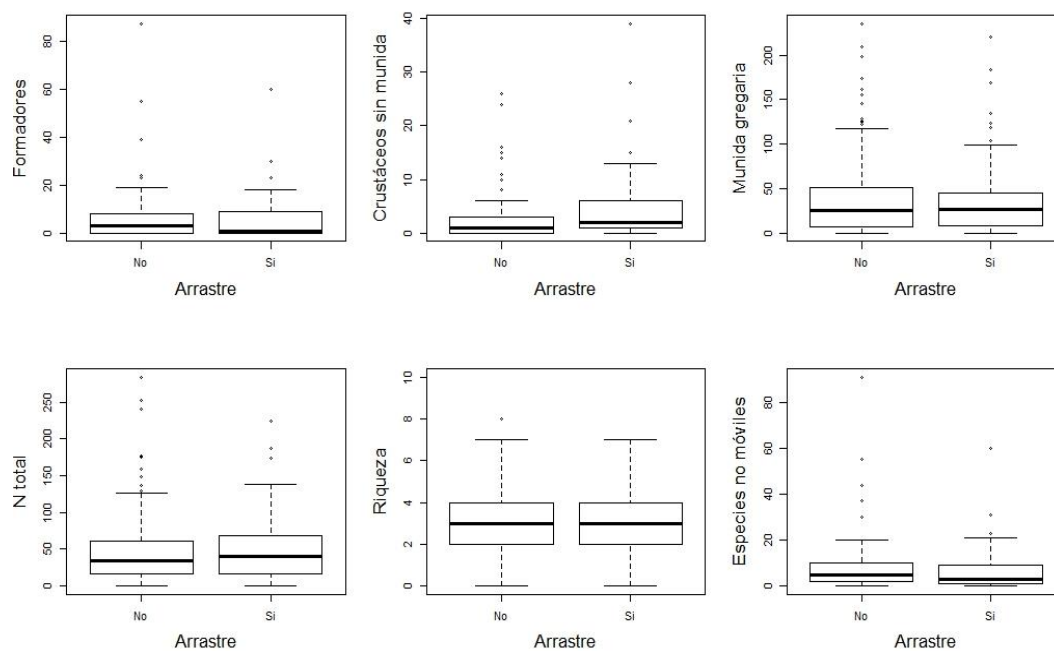 Formadores
0 20 40 60 80
No Si
Arrastre
Crustáceos sin munida
0 10 20 30 40
No Si
Arrastre
Munida gregaria
0 50 100 150 200
No Si
Arrastre
N total
0 50 100 150 200 250
No Si
Arrastre
Riqueza
0 2 4 6 8 10
No Si
Arrastre
Especies no móviles
0 20 40 60 80
No Si
Arrastre